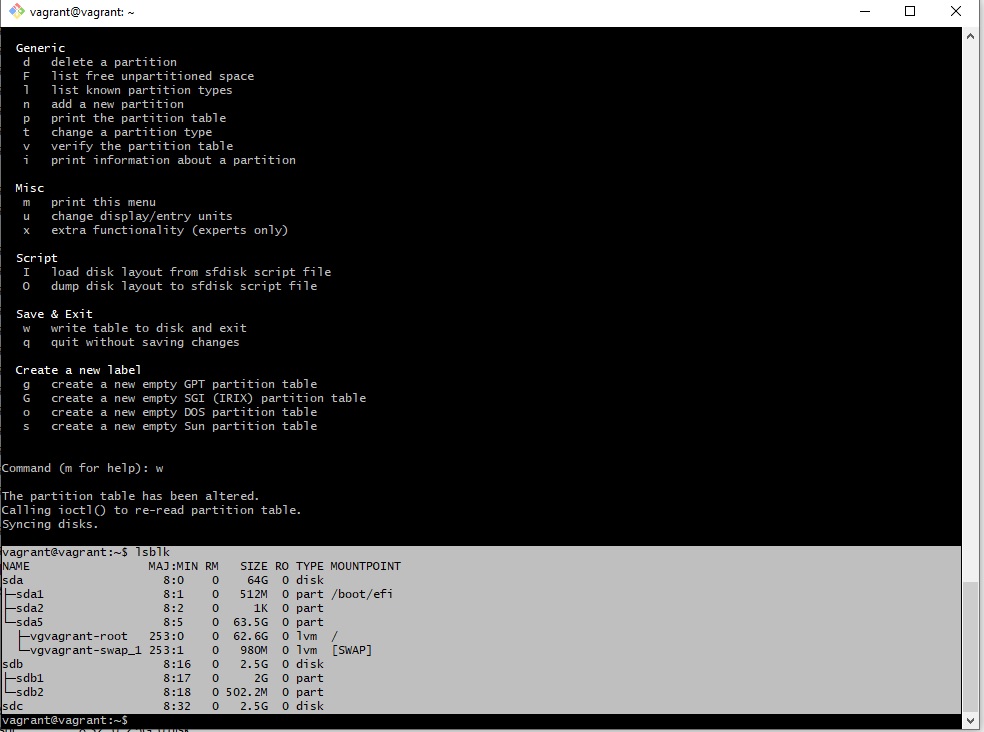 vagrant@vagrant: ~
Generic
d   delete a partition
F   list free unpartitioned space
l   list known partition types
n   add a new partition
p   print the partition table
t   change a partition type
v   verify the partition table
i   print information about a partition
Misc
m   print this menu
u   change display/entry units
x   extra functionality (experts only)
Script
I   load disk layout from sfdisk script file
O   dump disk layout to sfdisk script file
Save & Exit
w   write table to disk and exit
q   quit without saving changes
Create a new label
g   create a new empty GPT partition table
G   create a new empty SGI (IRIX) partition table
o   create a new empty DOS partition table
s   create a new empty Sun partition table
Command (m for help): w
The partition table has been altered.
Calling ioctl() to re-read partition table.
Syncing disks.
vagrant@vagrant:~$ lsblk
NAME                 MAJ:MIN RM   SIZE RO TYPE MOUNTPOINT
sda                    8:0    0    64G  0 disk
├─sda1                 8:1    0   512M  0 part /boot/efi
├─sda2                 8:2    0     1K  0 part
└─sda5                 8:5    0  63.5G  0 part
  ├─vgvagrant-root   253:0    0  62.6G  0 lvm  /
  └─vgvagrant-swap_1 253:1    0   980M  0 lvm  [SWAP]
sdb                    8:16   0   2.5G  0 disk
├─sdb1                 8:17   0     2G  0 part
└─sdb2                 8:18   0 502.2M  0 part
sdc                    8:32   0   2.5G  0 disk
vagrant@vagrant:~$